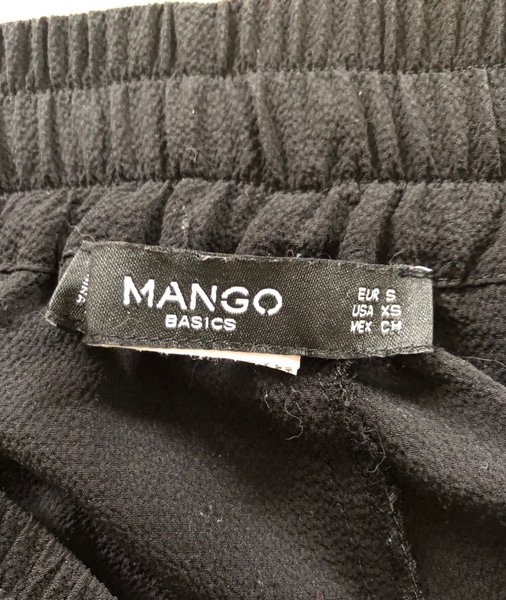 MANGO
BASICS
EUR S
USA XS
MEX CH